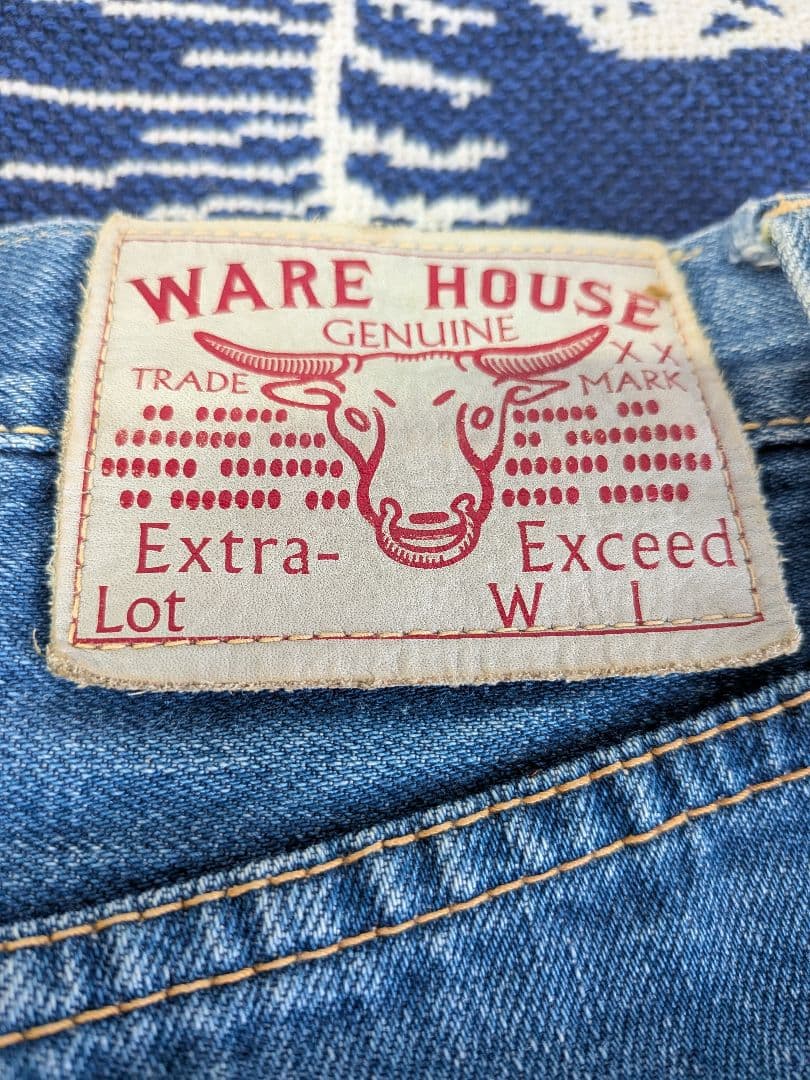 WARE HOUSE
GENUINE
XX
TRADE MARK
Extra- Exceed
Lot W L